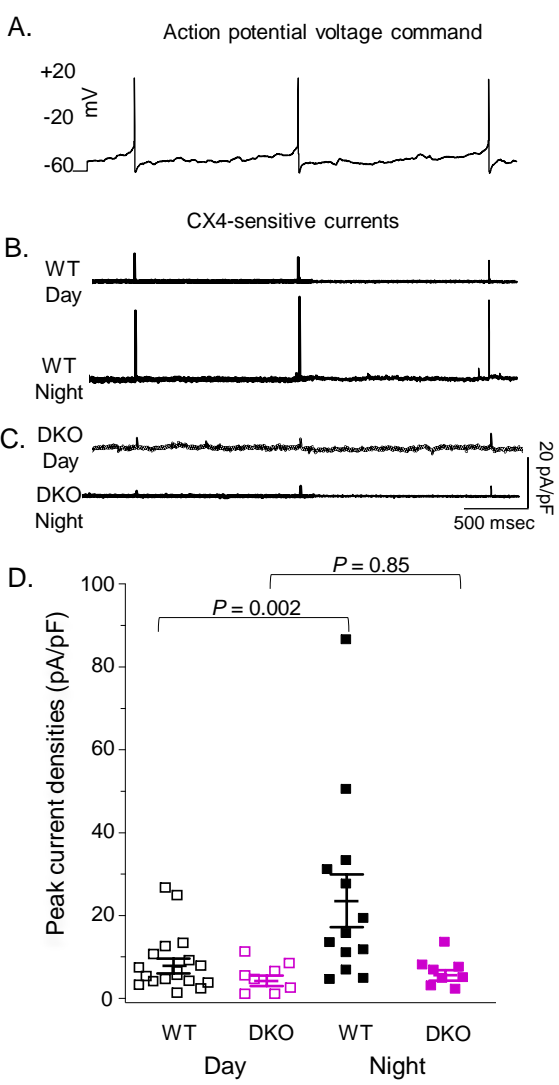 A.
Action potential voltage command
+20
-20
-60
mV
CX4-sensitive currents
B.
WT
Day
WT
Night
C.
DKO
Day
DKO
Night
20 pA/pF
500 msec
D.
P = 0.85
P = 0.002
Peak current densities (pA/pF)
100
80
60
40
20
0
WT DKO WT DKO
Day Night